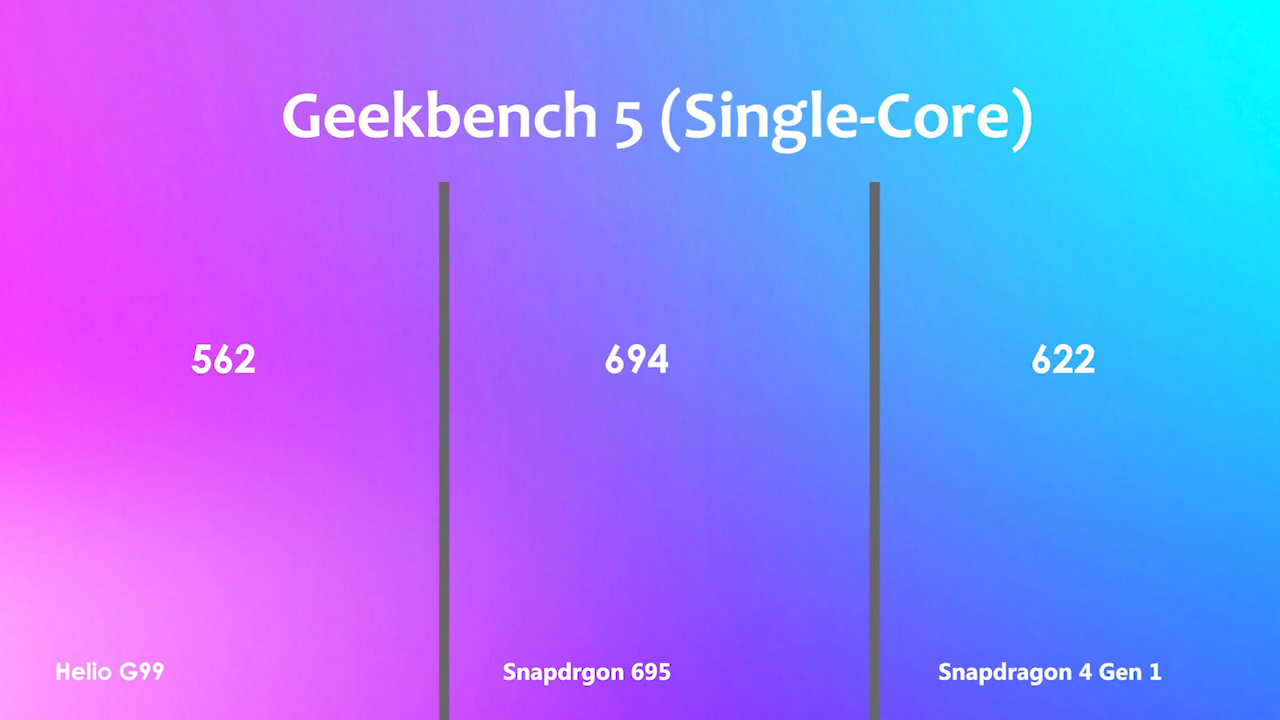 Geekbench 5 (Single-Core)
562
694
622
Helio G99
Snapdrgon 695
Snapdragon 4 Gen 1